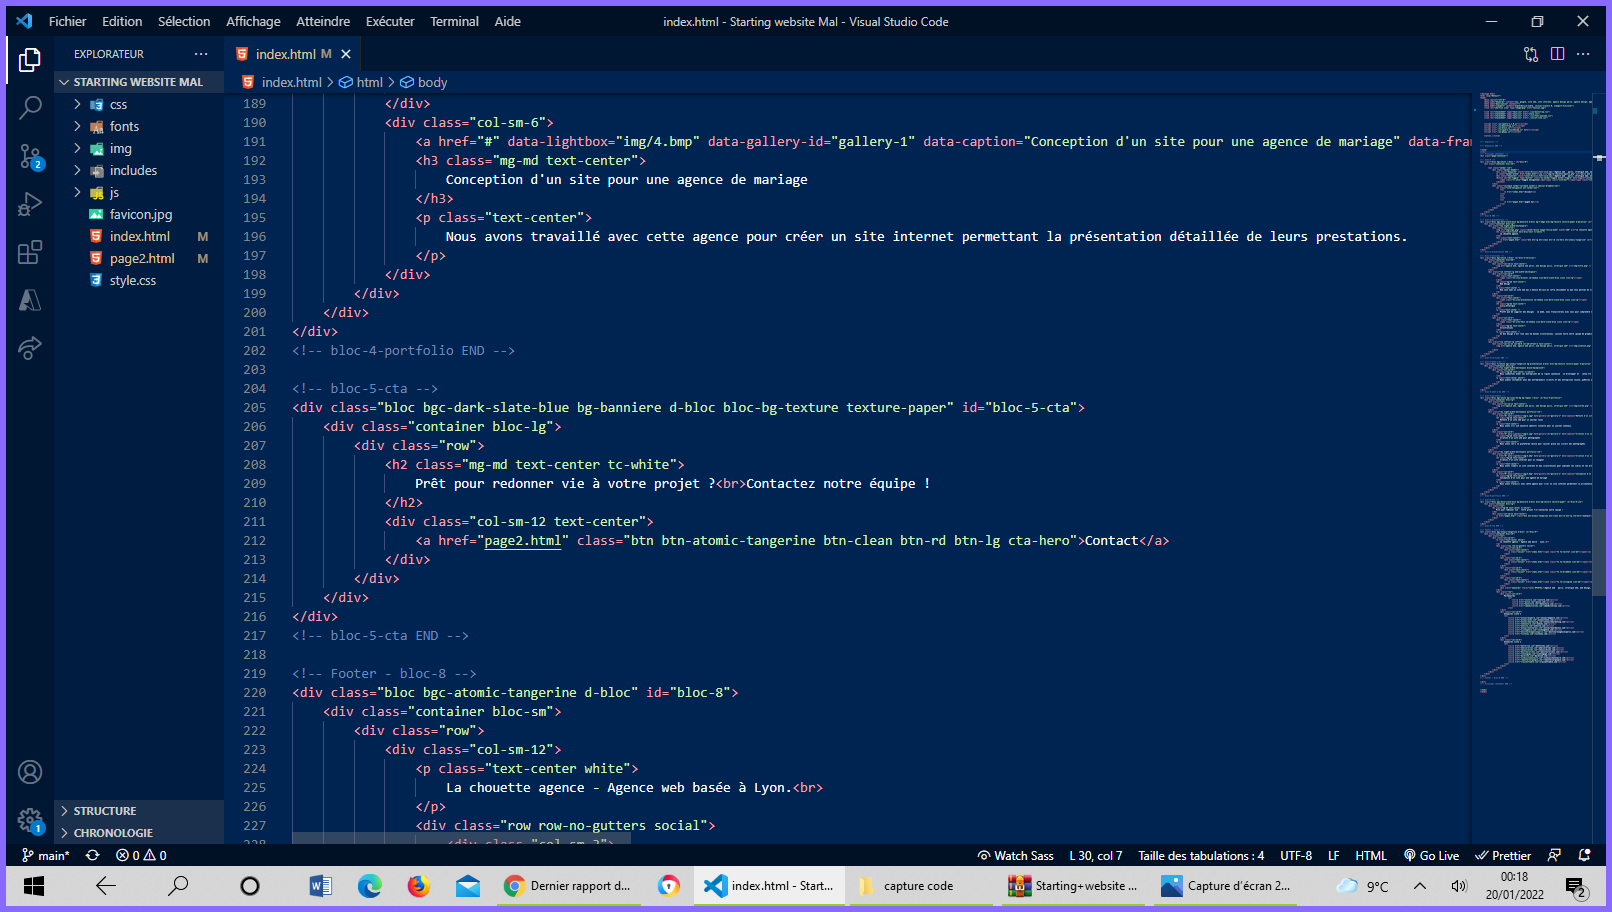 Fichier Edition Sélection Affichage Atteindre Exécuter Terminal Aide
index.html - Starting website Mal - Visual Studio Code
EXPLORATEUR
index.html M
STARTING WEBSITE MAL
index.html > html > body
css
fonts
img
includes
js
favicon.jpg
index.html M
page2.html M
style.css
2
189 </div>
190 <div class="col-sm-6">
191 <a href="#" data-lightbox="img/4.bmp" data-gallery-id="gallery-1" data-caption="Conception d'un site pour une agence de mariage" data-fra
192 <h3 class="mg-md text-center">
193 Conception d'un site pour une agence de mariage
194 </h3>
195 <p class="text-center">
196 Nous avons travaillé avec cette agence pour créer un site internet permettant la présentation détaillée de leurs prestations.
197 </p>
198 </div>
199 </div>
200 </div>
201 </div>
202 <!-- bloc-4-portfolio END -->
203
204 <!-- bloc-5-cta -->
205 <div class="bloc bgc-dark-slate-blue bg-banniere d-bloc bloc-bg-texture texture-paper" id="bloc-5-cta">
206 <div class="container bloc-lg">
207 <div class="row">
208 <h2 class="mg-md text-center tc-white">
209 Prêt pour redonner vie à votre projet ?<br>Contactez notre équipe !
210 </h2>
211 <div class="col-sm-12 text-center">
212 <a href="page2.html" class="btn btn-atomic-tangerine btn-clean btn-rd btn-lg cta-hero">Contact</a>
213 </div>
214 </div>
215 </div>
216 </div>
217 <!-- bloc-5-cta END -->
218
219 <!-- Footer - bloc-8 -->
220 <div class="bloc bgc-atomic-tangerine d-bloc" id="bloc-8">
221 <div class="container bloc-sm">
222 <div class="row">
223 <div class="col-sm-12">
224 <p class="text-center white">
225 La chouette agence - Agence web basée à Lyon.<br>
226 </p>
227 <div class="row row-no-gutters social">
STRUCTURE
CHRONOLOGIE
1
main* 0 0
Watch Sass L 30, col 7 Taille des tabulations : 4 UTF-8 LF HTML Go Live Prettier
Dernier rapport d...
index.html - Start...
capture code
Starting+website ...
Capture d'écran 2...
9°C
00:18
20/01/2022
2